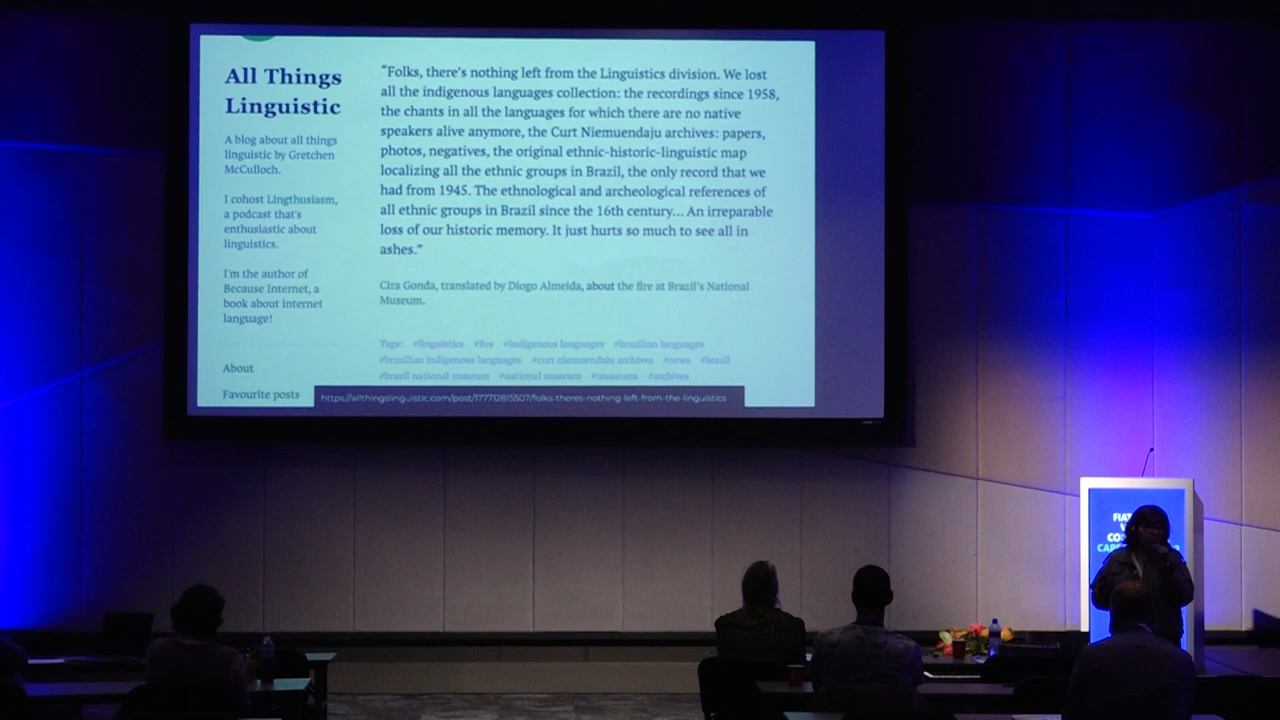 All Things
Linguistic
A blog about all things
linguistic by Gretchen
McCulloch.
I cohost Lingthusiasm,
a podcast that's
enthusiastic about
linguistics.
I'm the author of
Because Internet, a
book about internet
language!
About
Favourite posts
"Folks, there's nothing left from the Linguistics division. We lost
all the indigenous languages collection: the recordings since 1958,
the chants in all the languages for which there are no native
speakers alive anymore, the Curt Niemuendaju archives: papers,
photos, negatives, the original ethnic-historic-linguistic map
localizing all the ethnic groups in Brazil, the only record that we
had from 1945. The ethnological and archeological references of
all ethnic groups in Brazil since the 16th century... An irreparable
loss of our historic memory. It just hurts so much to see all in
ashes."
Cira Gonda, translated by Diogo Almeida, about the fire at Brazil's National
Museum.
Tags: #linguistics #fire #indigenous languages #brazilian languages
#brazilian indigenous languages #curt niemuendaju archives #news #brazil
#brazil national museum #national museum #museums #archives
https://allthingslinguistic.com/post/177712815507/folks-theres-nothing-left-from-the-linguistics